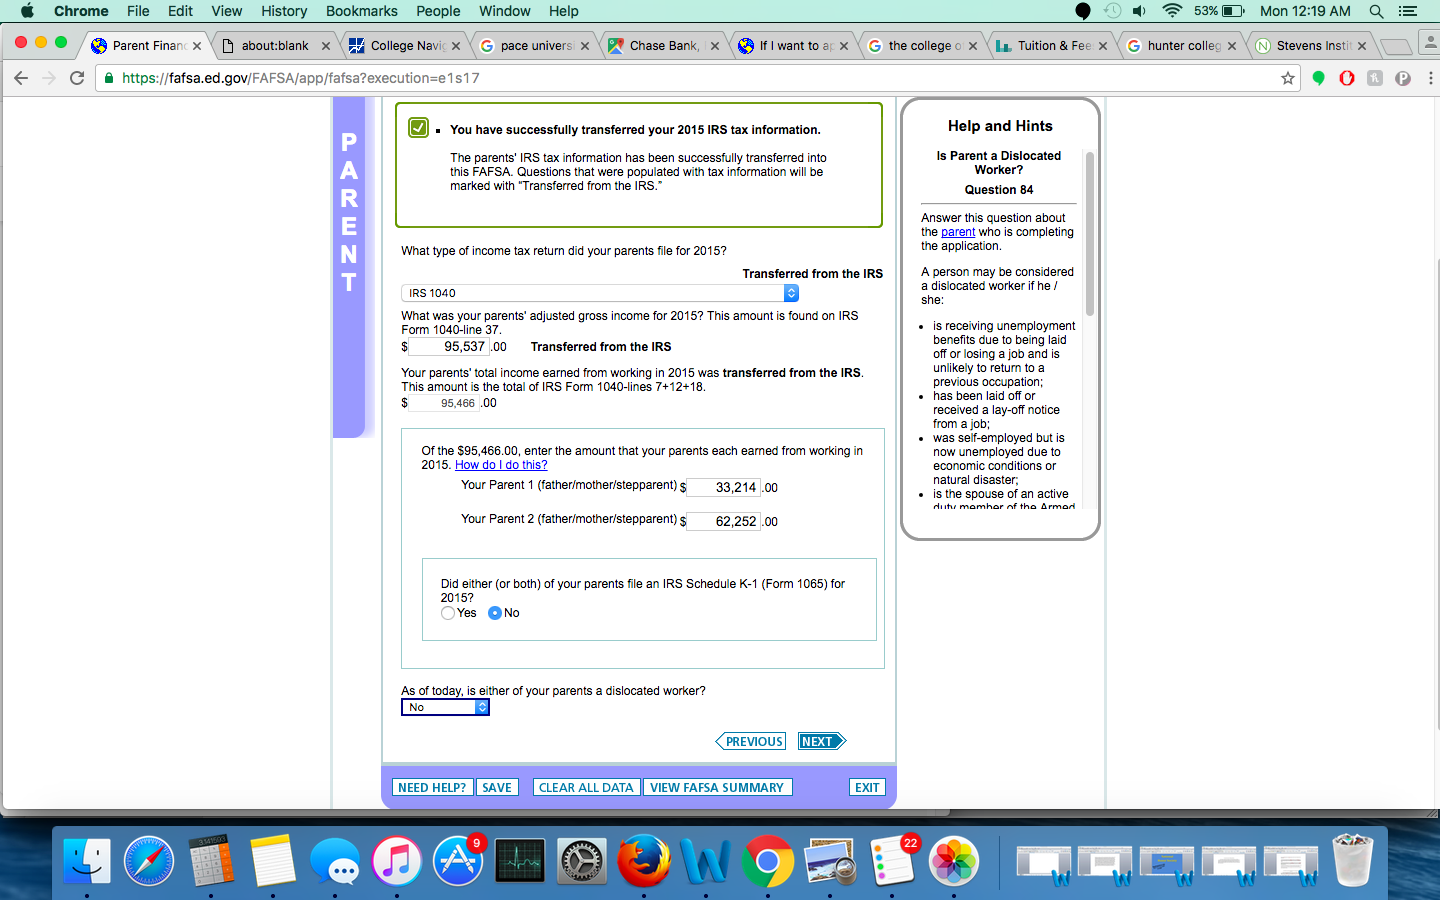 Chrome File Edit View History Bookmarks People Window Help 53% Mon 12:19 AM
Parent Financ about:blank College Navig pace universi Chase Bank, If I want to ap the college o Tuition & Fee hunter colleg Stevens Instit
https://fafsa.ed.gov/FAFSA/app/fafsa?execution=e1s17
PARENT
You have successfully transferred your 2015 IRS tax information.
The parents' IRS tax information has been successfully transferred into
this FAFSA. Questions that were populated with tax information will be
marked with "Transferred from the IRS."
What type of income tax return did your parents file for 2015?
Transferred from the IRS
IRS 1040
What was your parents' adjusted gross income for 2015? This amount is found on IRS
Form 1040-line 37.
$ 95,537 .00 Transferred from the IRS
Your parents' total income earned from working in 2015 was transferred from the IRS.
This amount is the total of IRS Form 1040-lines 7+12+18.
$ 95,466 .00
Of the $95,466.00, enter the amount that your parents each earned from working in
2015. How do I do this?
Your Parent 1 (father/mother/stepparent) $ 33,214 .00
Your Parent 2 (father/mother/stepparent) $ 62,252 .00
Did either (or both) of your parents file an IRS Schedule K-1 (Form 1065) for
2015?
Yes No
As of today, is either of your parents a dislocated worker?
No
PREVIOUS NEXT
NEED HELP? SAVE CLEAR ALL DATA VIEW FAFSA SUMMARY EXIT
Help and Hints
Is Parent a Dislocated
Worker?
Question 84
Answer this question about
the parent who is completing
the application.
A person may be considered
a dislocated worker if he /
she:
is receiving unemployment
benefits due to being laid
off or losing a job and is
unlikely to return to a
previous occupation;
has been laid off or
received a lay-off notice
from a job;
was self-employed but is
now unemployed due to
economic conditions or
natural disaster;
is the spouse of an active
duty member of the Armed
9
22